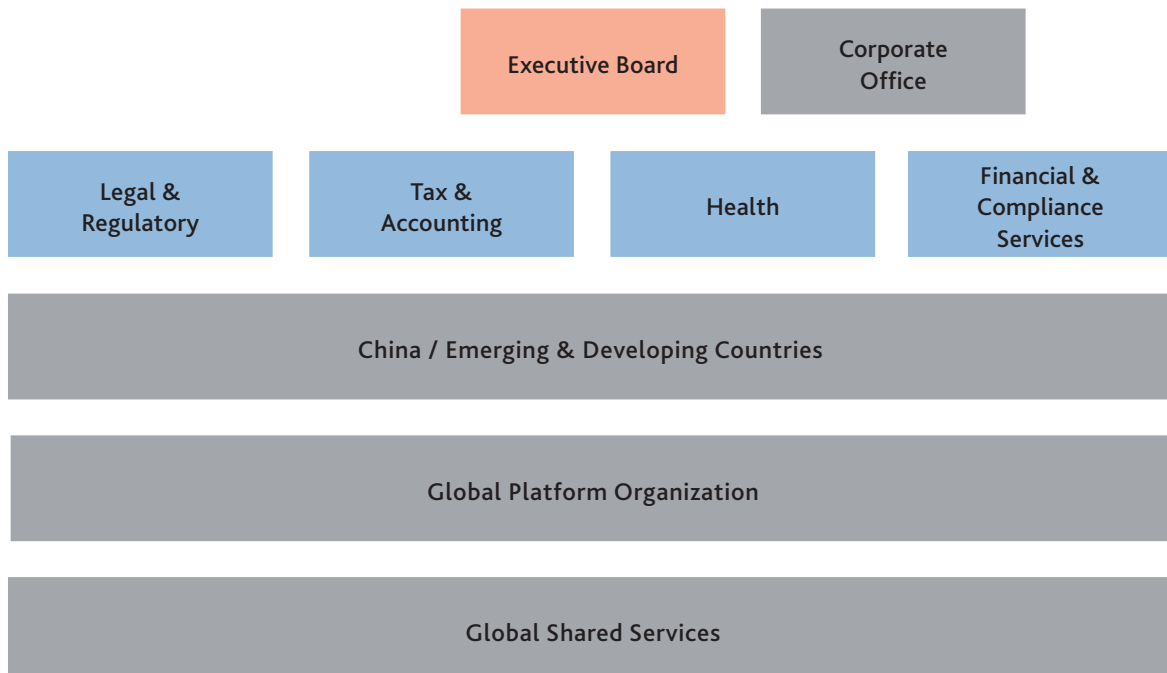 Executive Board
Corporate
Office
Legal &
Regulatory
Tax &
Accounting
Health
Financial &
Compliance
Services
China / Emerging & Developing Countries
Global Platform Organization
Global Shared Services